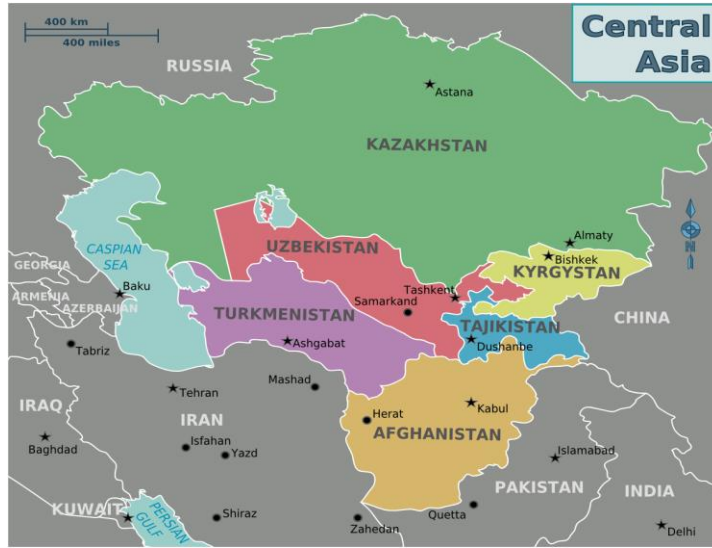 400 km
400 miles
Central
Asia
RUSSIA
Astana
KAZAKHSTAN
CASPIAN
SEA
UZBEKISTAN
Almaty
Bishkek
KYRGYSTAN
N
GEORGIA
ARMENIA
AZERBAIJAN
Baku
TURKMENISTAN
Samarkand
Tashkent
TAJIKISTAN
CHINA
Tabriz
Ashgabat
Dushanbe
Tehran
Mashad
IRAQ
IRAN
Herat
Kabul
AFGHANISTAN
Baghdad
Isfahan
Yazd
Islamabad
PAKISTAN
INDIA
KUWAIT
PERSIAN
GULF
Shiraz
Zahedan
Quetta
Delhi